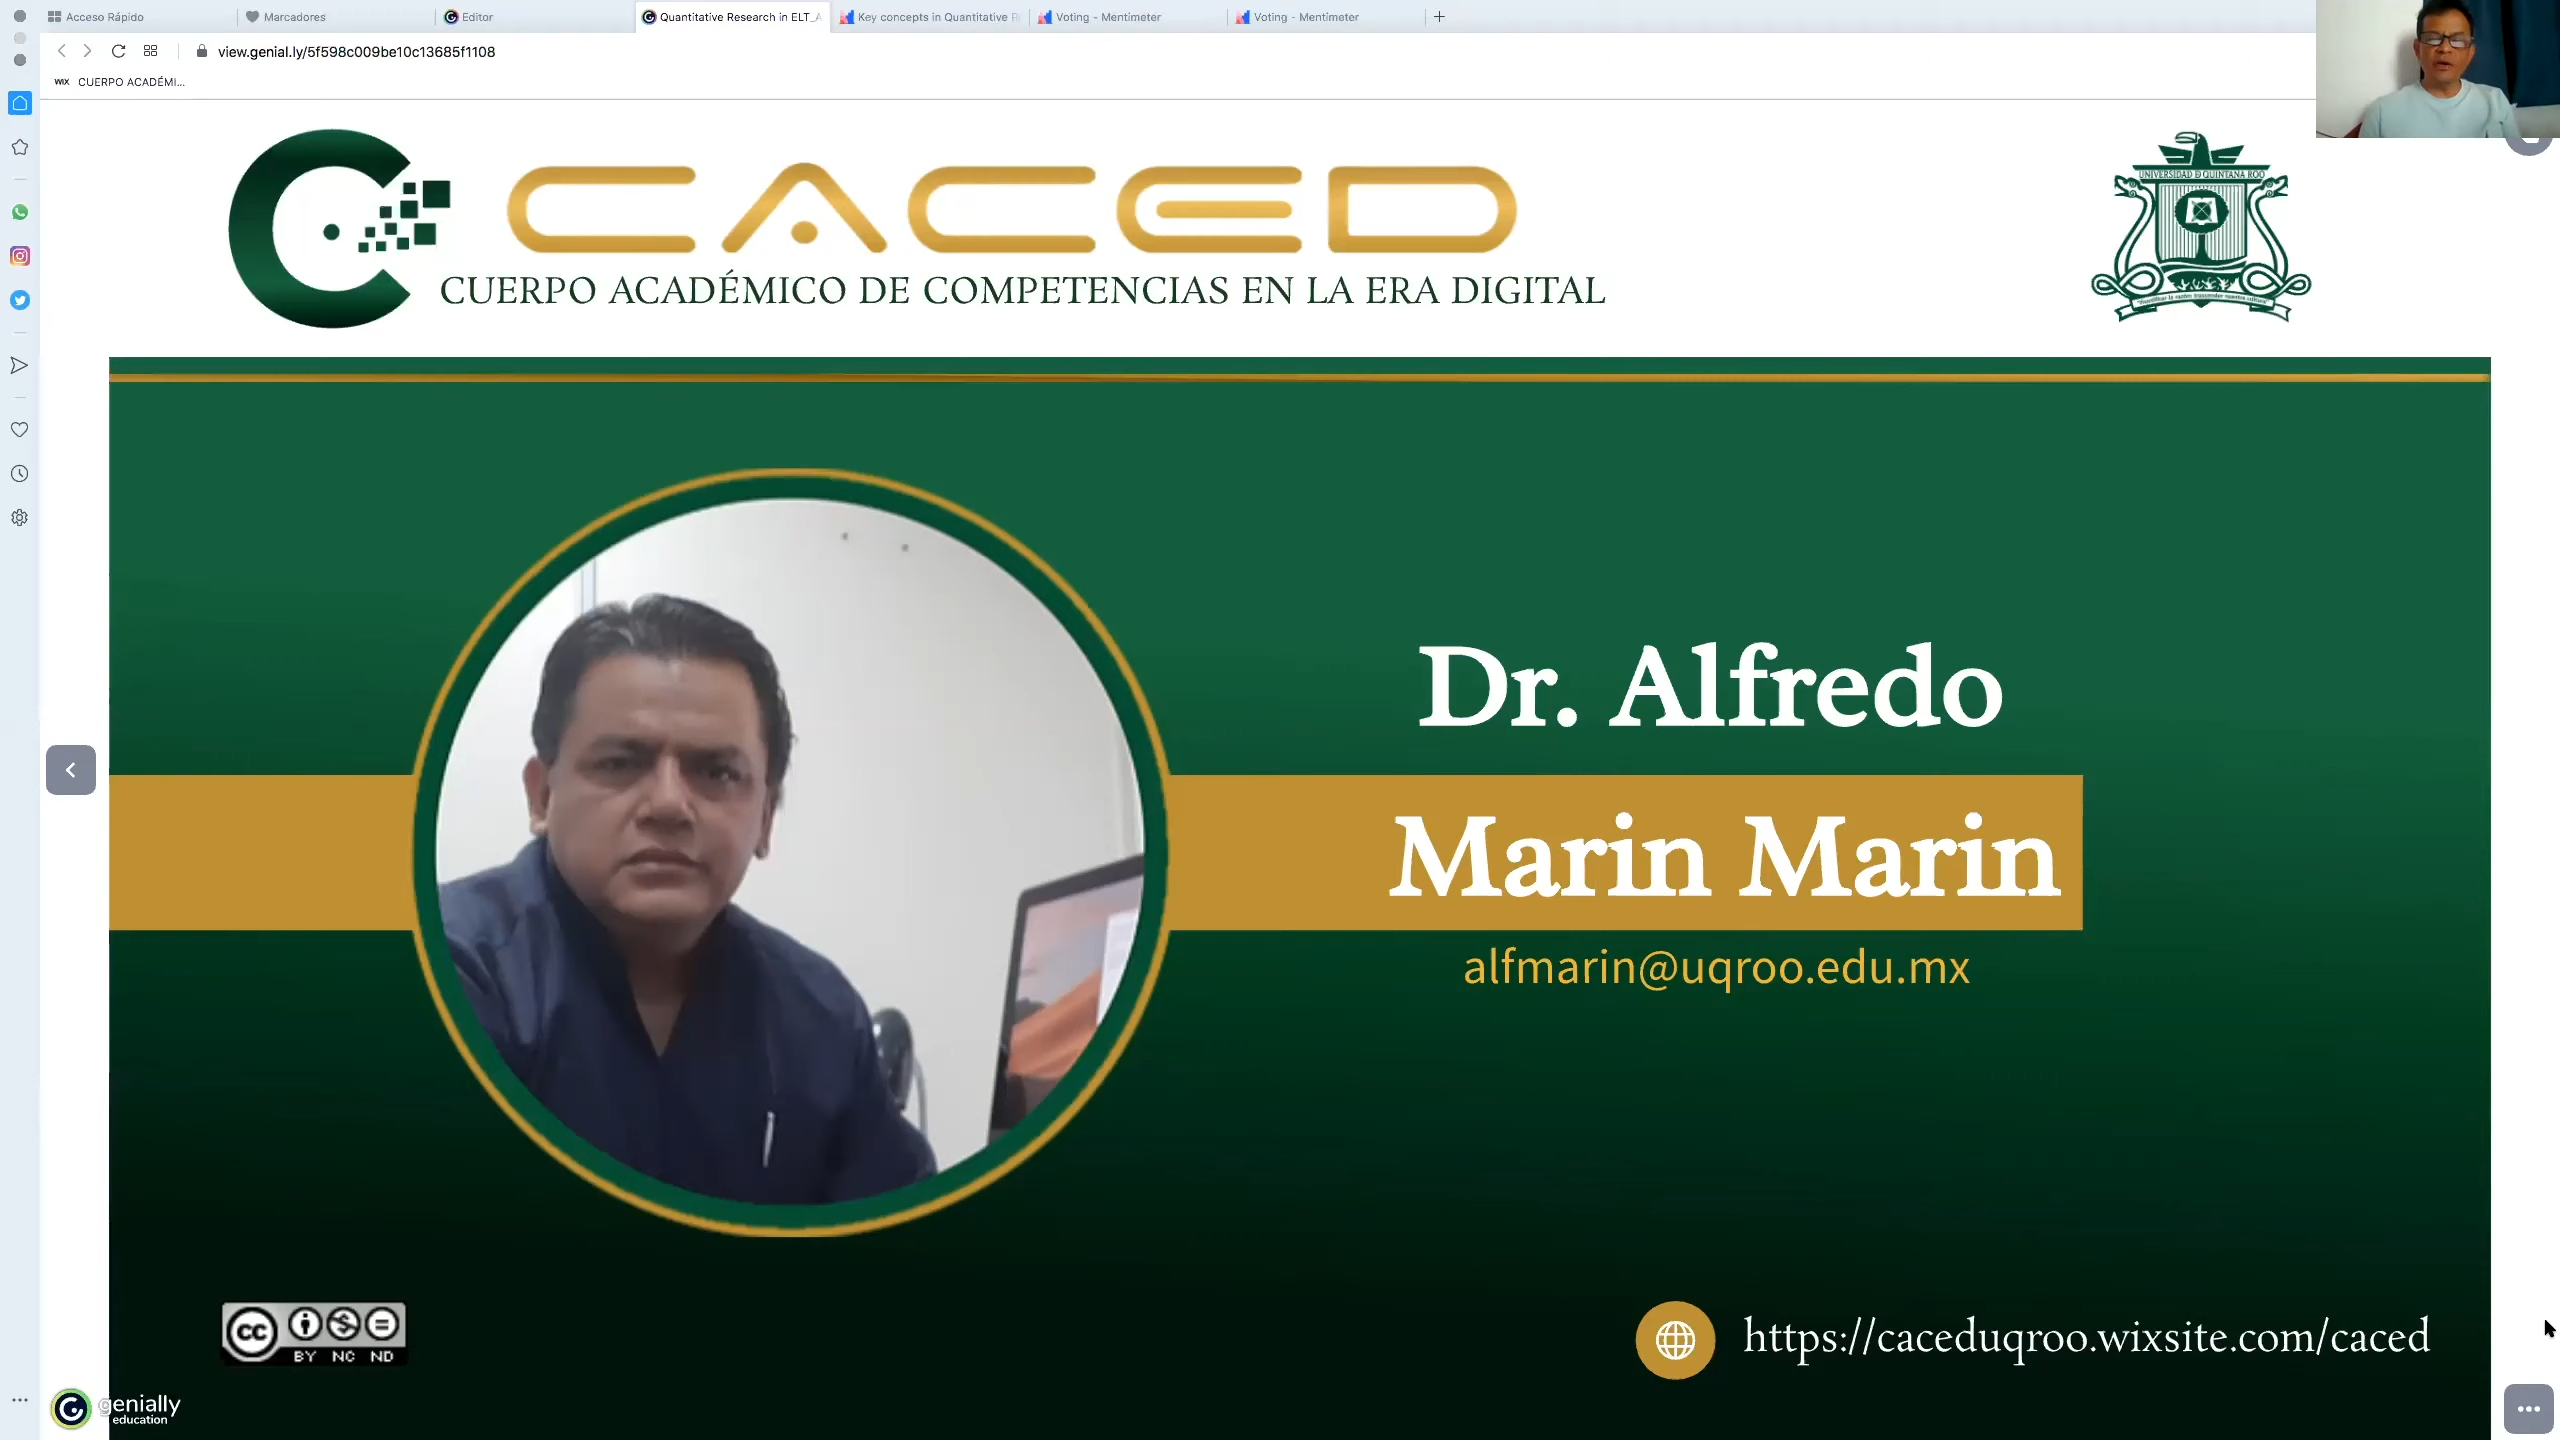 Acceso Rápido
Marcadores
Editor
Quantitative Research in ELT_A
Key concepts in Quantitative R
Voting - Mentimeter
Voting - Mentimeter
view.genial.ly/5f598c009be10c13685f1108
WIX CUERPO ACADÉMI...
CACED
CUERPO ACADÉMICO DE COMPETENCIAS EN LA ERA DIGITAL
UNIVERSIDAD D QUINTANA ROO
Dr. Alfredo
Marin Marin
alfmarin@uqroo.edu.mx
cc
BY NC ND
https://caceduqroo.wixsite.com/caced
genially
education